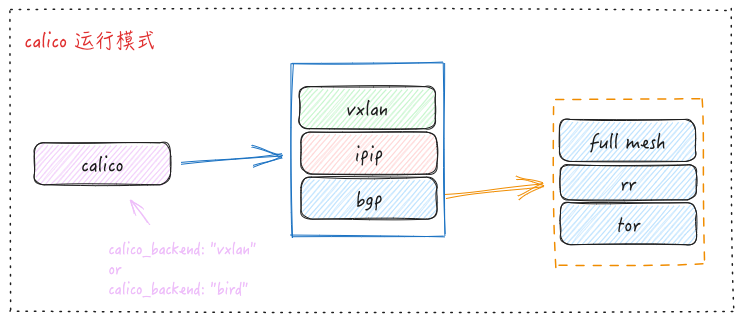 calico 运行模式
calico
calico_backend: "vxlan"
or
calico_backend: "bird"
vxlan
ipip
bgp
full mesh
rr
tor